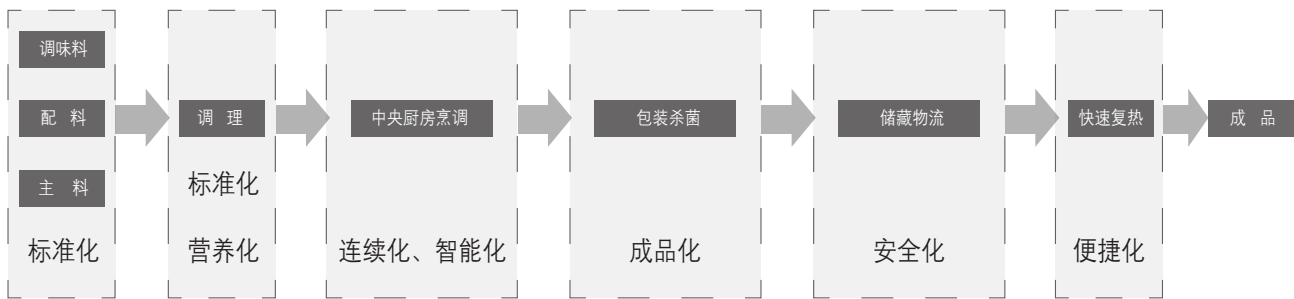 调味料
配 料
主 料
标准化
调 理
标准化
营养化
中央厨房烹调
连续化、智能化
包装杀菌
成品化
储藏物流
安全化
快速复热
便捷化
成 品